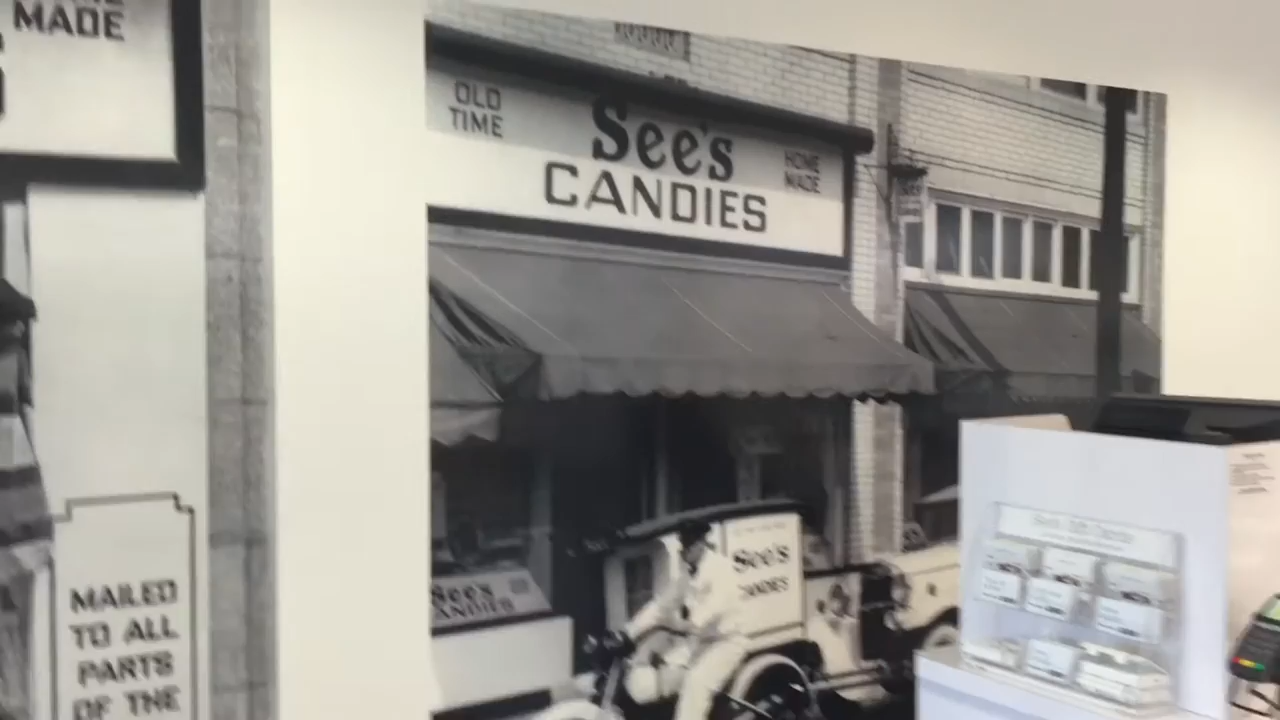 MADE
OLD
TIME
See's
CANDIES
HOME
MADE
See's
CANDIES
See's
CANDIES
MAILED
TO ALL
PARTS
OF THE